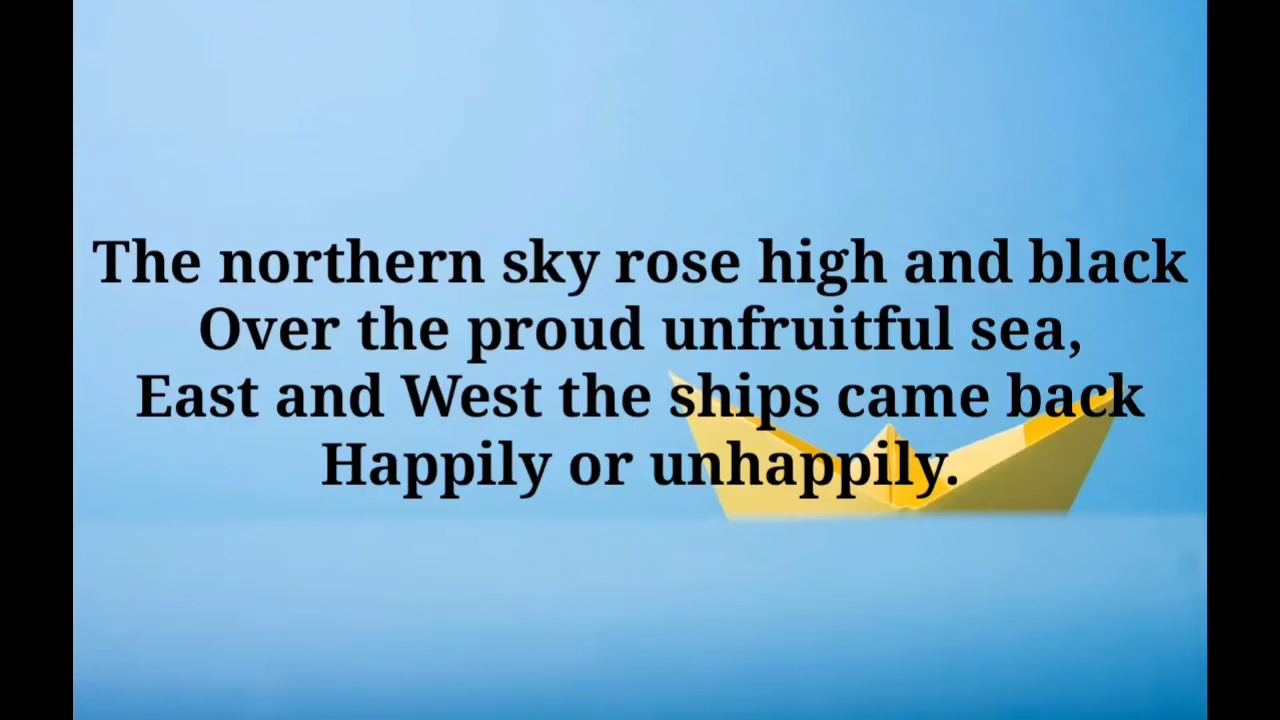 The northern sky rose high and black
Over the proud unfruitful sea,
East and West the ships came back
Happily or unhappily.